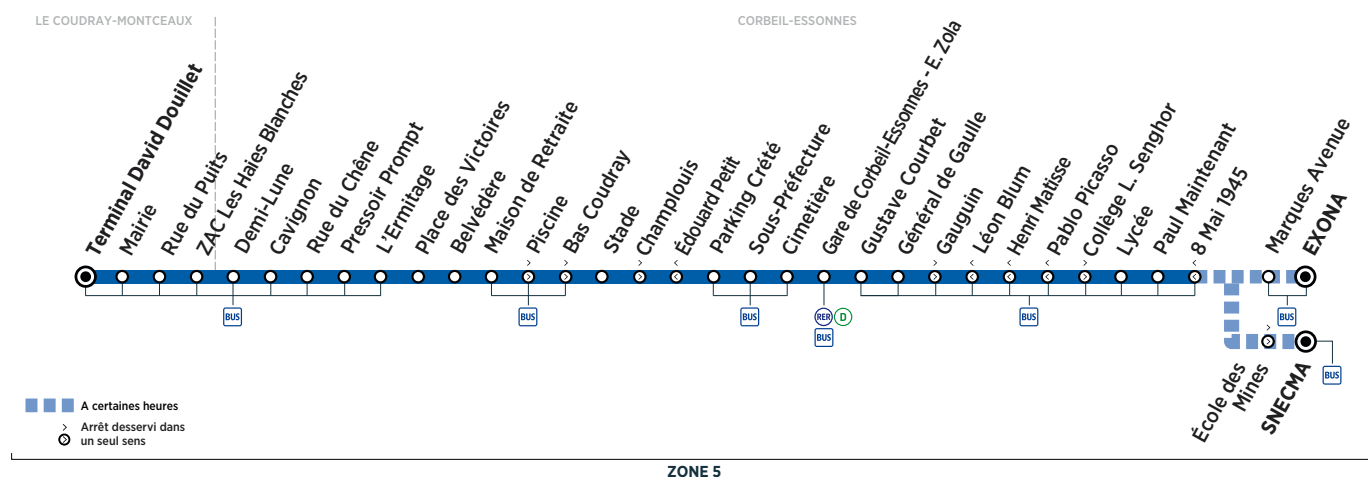 LE COUDRAY-MONTCEAUX
CORBEIL-ESSONNES
Terminal David Douillet
Mairie
Rue du Puits
ZAC Les Haies Blanches
Demi-Lune
Cavignon
Rue du Chêne
Pressoir Prompt
L'Ermitage
Place des Victoires
Belvédère
Maison de Retraite
Piscine
Bas Coudray
Stade
Champlouis
Édouard Petit
Parking Crété
Sous-Préfecture
Cimetière
Gare de Corbeil-Essonnes - E. Zola
Gustave Courbet
Général de Gaulle
Gauguin
Léon Blum
Henri Matisse
Pablo Picasso
Collège L. Senghor
Lycée
Paul Maintenant
8 Mai 1945
Marques Avenue
EXONA
BUS
BUS
BUS
RER D
BUS
BUS
BUS
École des
Mines
SNECMA
BUS
A certaines heures
Arrêt desservi dans
un seul sens
ZONE 5